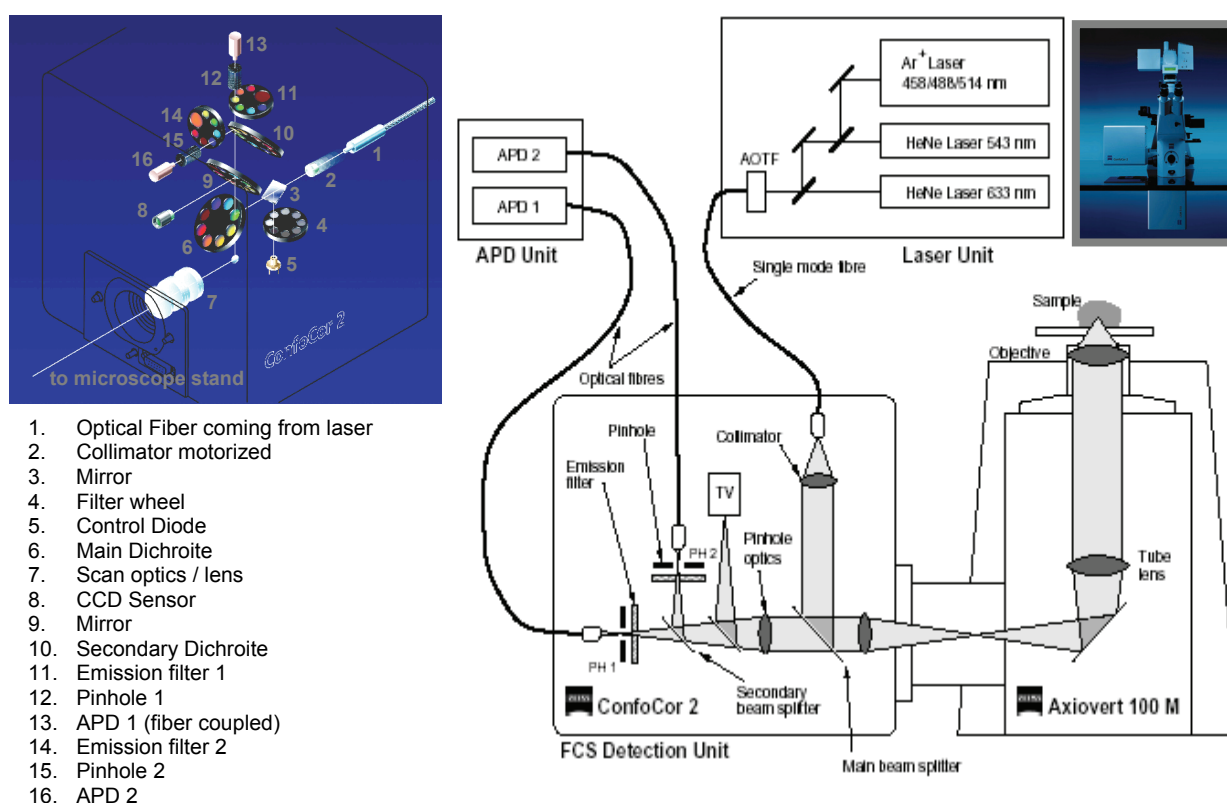 13
12
11
14
10
15
1
16
9
2
3
8
4
6
5
7
ConfoCor 2
to microscope stand
1. Optical Fiber coming from laser
2. Collimator motorized
3. Mirror
4. Filter wheel
5. Control Diode
6. Main Dichroite
7. Scan optics / lens
8. CCD Sensor
9. Mirror
10. Secondary Dichroite
11. Emission filter 1
12. Pinhole 1
13. APD 1 (fiber coupled)
14. Emission filter 2
15. Pinhole 2
16. APD 2
APD 2
APD 1
APD Unit
Ar+ Laser
458/488/514 nm
HeNe Laser 543 nm
HeNe Laser 633 nm
AOTF
Laser Unit
Single mode fibre
Optical fibres
Sample
Objective
Pinhole
Collimator
Emission
filter
TV
PH 2
Pinhole
optics
Tube
lens
PH 1
Secondary
beam splitter
ConfoCor 2
Axiovert 100 M
FCS Detection Unit
Main beam splitter